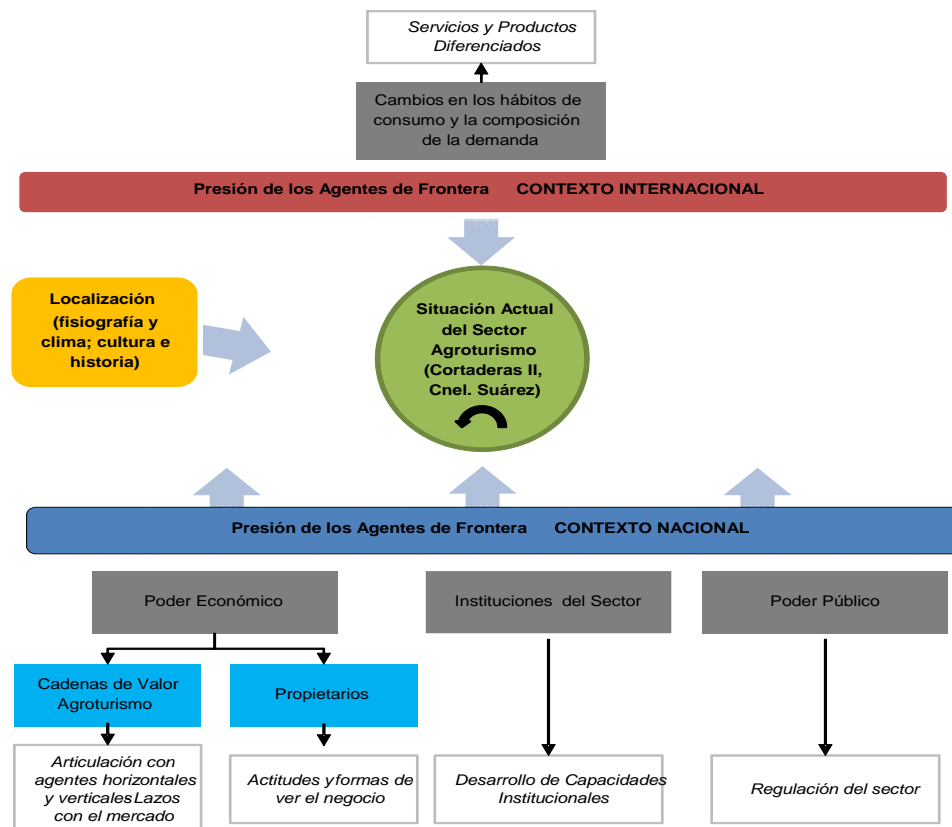 Servicios y Productos
Diferenciados
Cambios en los hábitos de
consumo y la composición
de la demanda
Presión de los Agentes de Frontera CONTEXTO INTERNACIONAL
Localización
(fisiografía y
clima; cultura e
historia)
Situación Actual
del Sector
Agroturismo
(Cortaderas II,
Cnel. Suárez)
Presión de los Agentes de Frontera CONTEXTO NACIONAL
Poder Económico
Instituciones del Sector
Poder Público
Cadenas de Valor
Agroturismo
Propietarios
Articulación con
agentes horizontales
y verticalesLazos
con el mercado
Actitudes y formas de
ver el negocio
Desarrollo de Capacidades
Institucionales
Regulación del sector